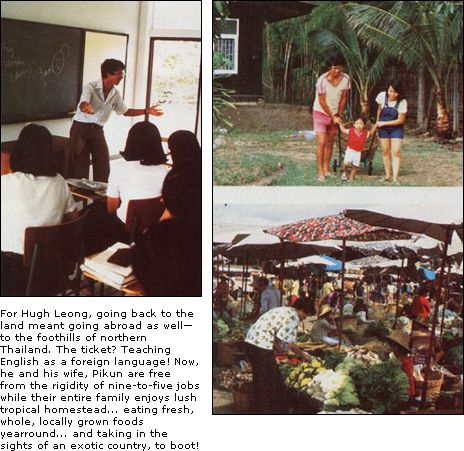 For Hugh Leong, going back to the
land meant going abroad as well—
to the foothills of northern
Thailand. The ticket? Teaching
English as a foreign language! Now,
he and his wife, Pikun are free
from the rigidity of nine-to-five jobs
while their entire family enjoys lush
tropical homestead... eating fresh,
whole, locally grown foods
yearround... and taking in the
sights of an exotic country, to boot!